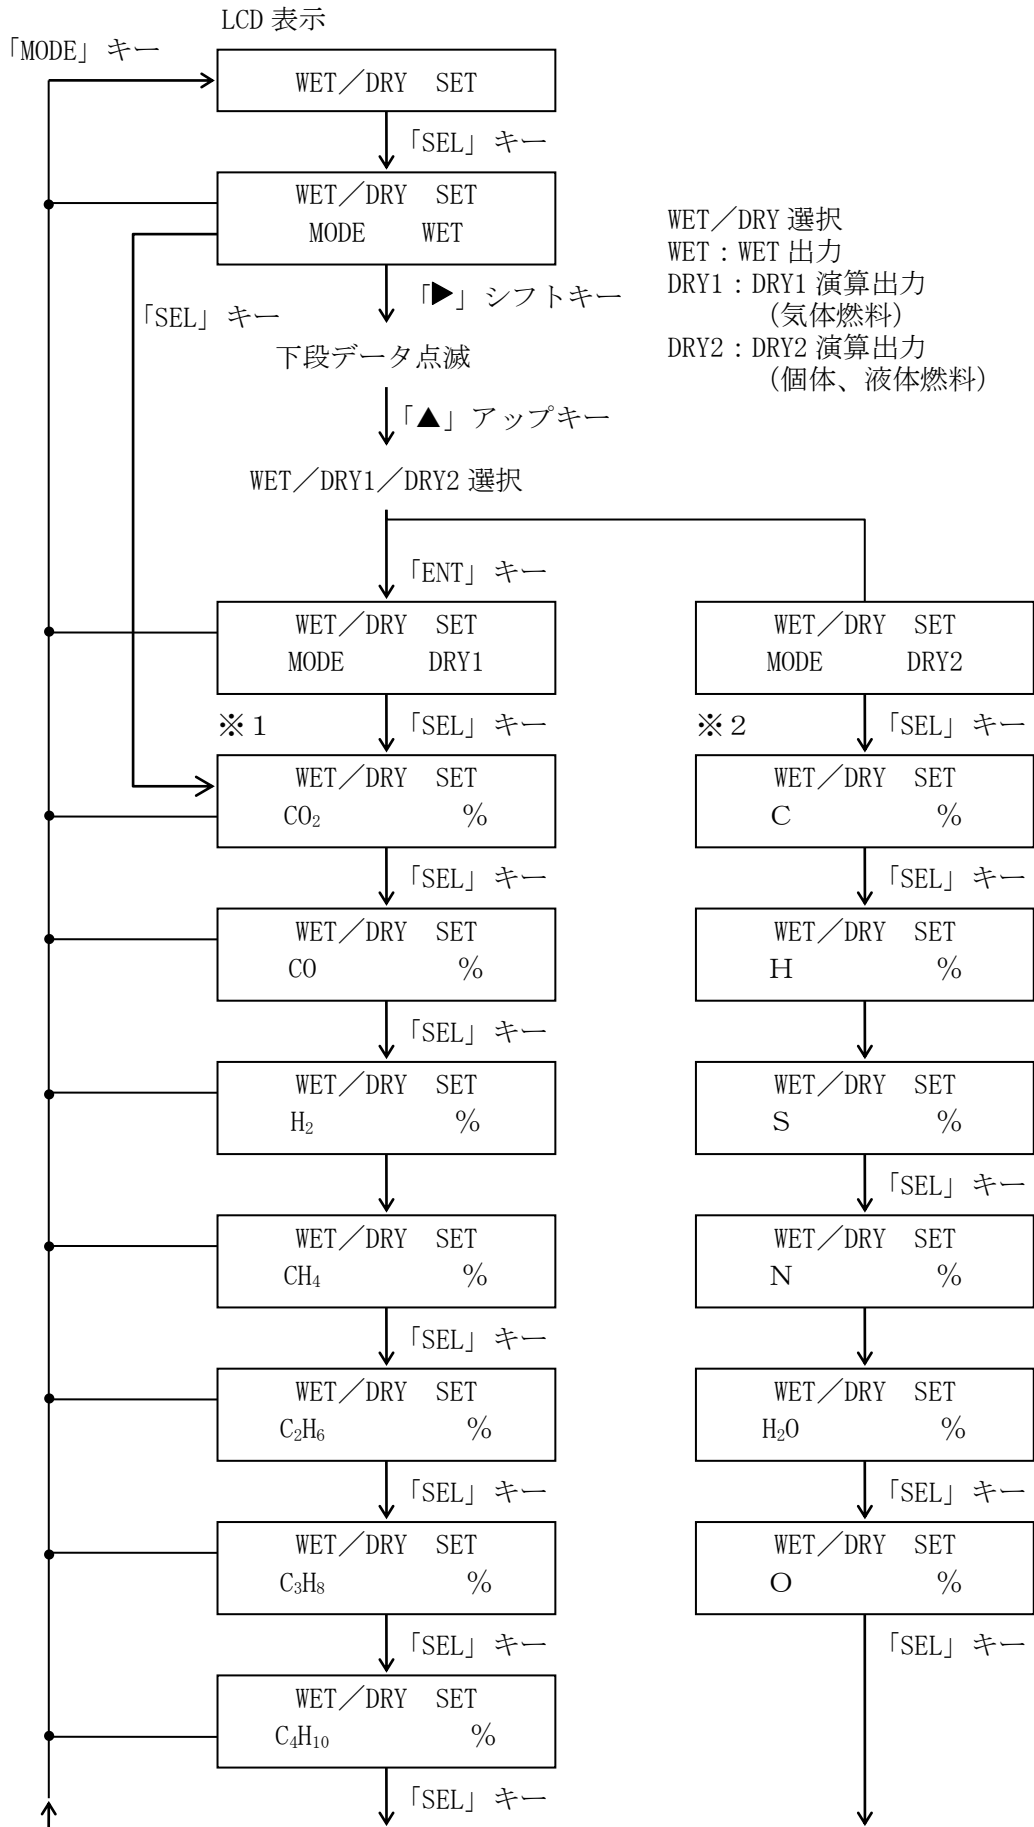 LCD 表示
「MODE」キー
WET／DRY SET
「SEL」キー
WET／DRY SET
MODE WET
WET／DRY 選択
WET：WET 出力
DRY1：DRY1 演算出力
（気体燃料）
DRY2：DRY2 演算出力
（個体、液体燃料）
「▶」シフトキー
「SEL」キー
下段データ点滅
「▲」アップキー
WET／DRY1／DRY2 選択
「ENT」キー
WET／DRY SET
MODE DRY1
※１
「SEL」キー
WET／DRY SET
CO₂ %
「SEL」キー
WET／DRY SET
CO %
「SEL」キー
WET／DRY SET
H₂ %
WET／DRY SET
CH₄ %
「SEL」キー
WET／DRY SET
C₂H₆ %
「SEL」キー
WET／DRY SET
C₃H₈ %
「SEL」キー
WET／DRY SET
C₄H₁₀ %
「SEL」キー
WET／DRY SET
MODE DRY2
※２
「SEL」キー
WET／DRY SET
Ｃ %
「SEL」キー
WET／DRY SET
Ｈ %
WET／DRY SET
Ｓ %
「SEL」キー
WET／DRY SET
Ｎ %
WET／DRY SET
H₂O %
「SEL」キー
WET／DRY SET
Ｏ %
「SEL」キー